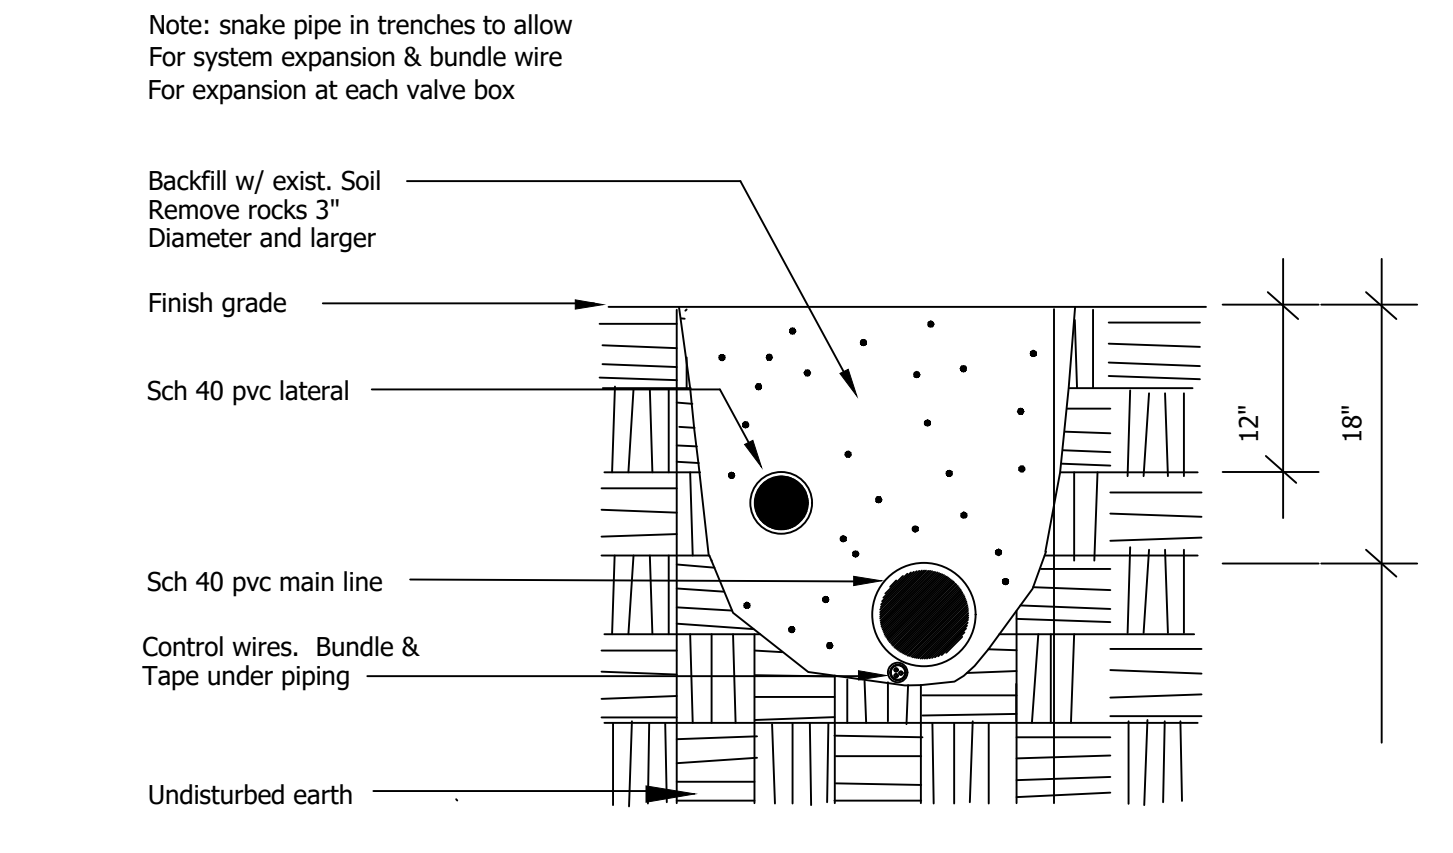 Note: snake pipe in trenches to allow
For system expansion & bundle wire
For expansion at each valve box
Backfill w/ exist. Soil
Remove rocks 3"
Diameter and larger
Finish grade
Sch 40 pvc lateral
12"
18"
Sch 40 pvc main line
Control wires.  Bundle &
Tape under piping
Undisturbed earth